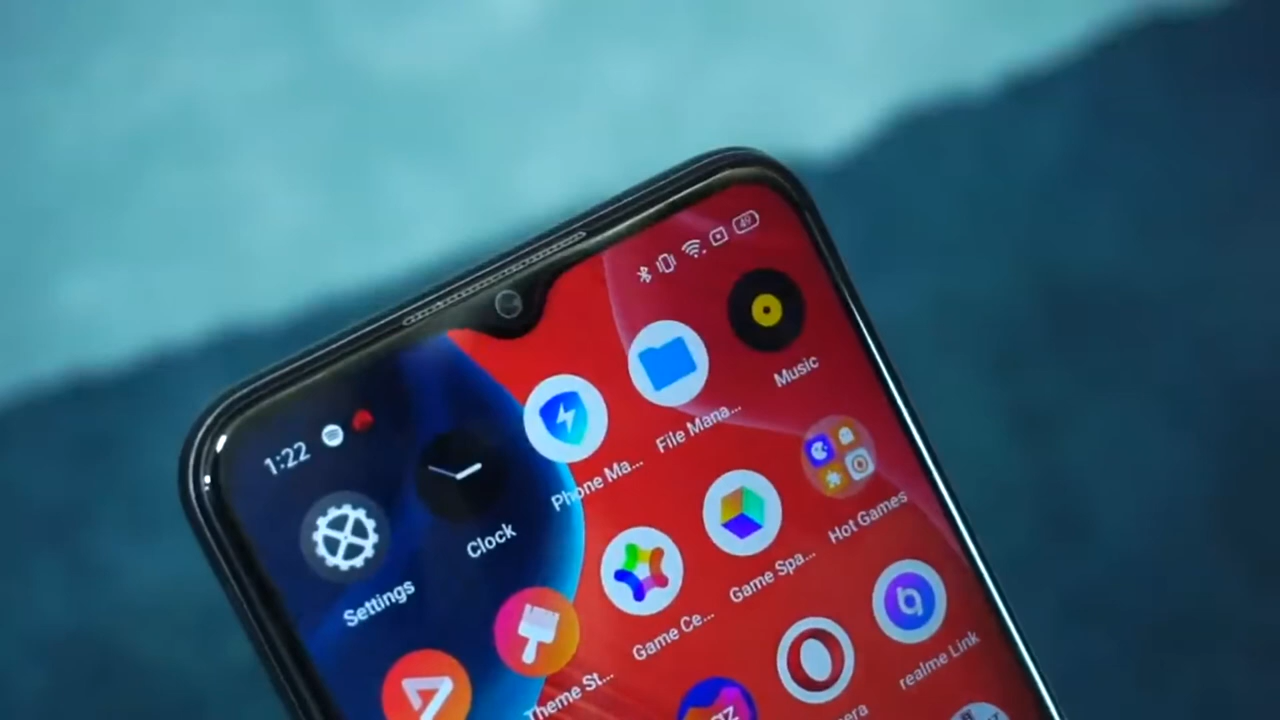 1:22
49
Music
File Mana...
Phone Ma...
Clock
Settings
Hot Games
Game Spa...
Game Ce...
Theme St...
realme Link